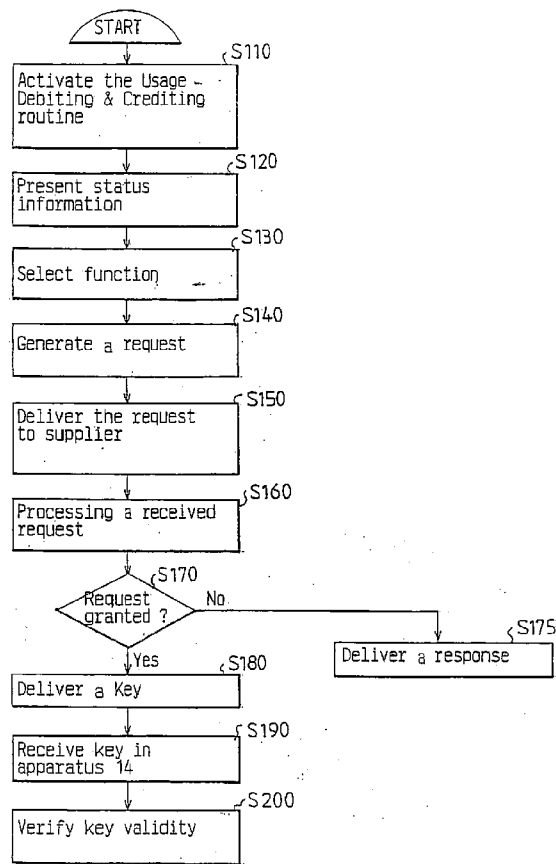 START
S110
Activate the Usage -
Debiting & Crediting
routine
S120
Present status
information
S130
Select function
S140
Generate a request
S150
Deliver the request
to supplier
S160
Processing a received
request
S170
Request
granted ?
No
S175
Deliver a response
Yes
S180
Deliver a Key
S190
Receive key in
apparatus 14
S200
Verify key validity